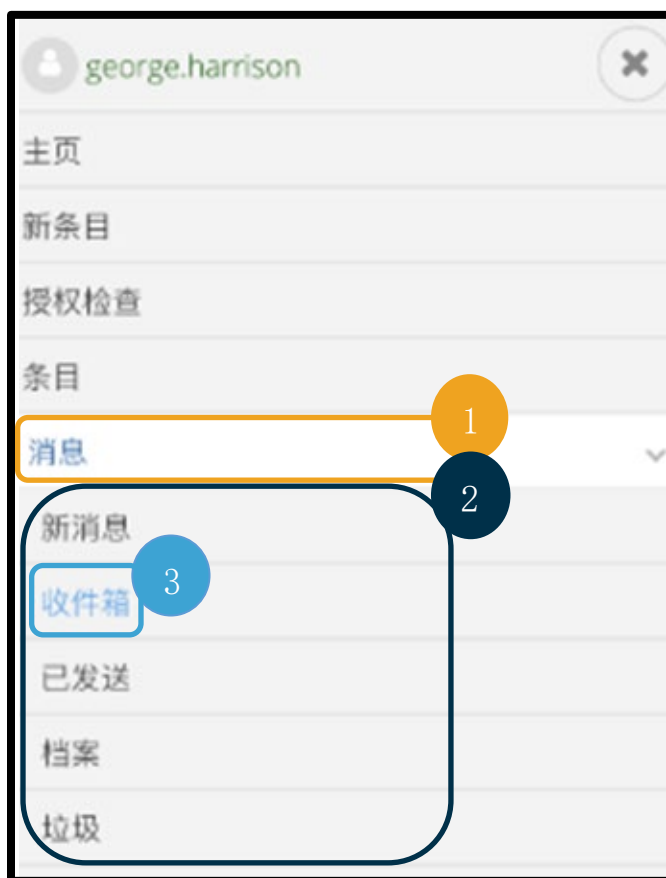 george.harrison
主页
新条目
授权检查
条目
1
消息
2
新消息
3
收件箱
已发送
档案
垃圾